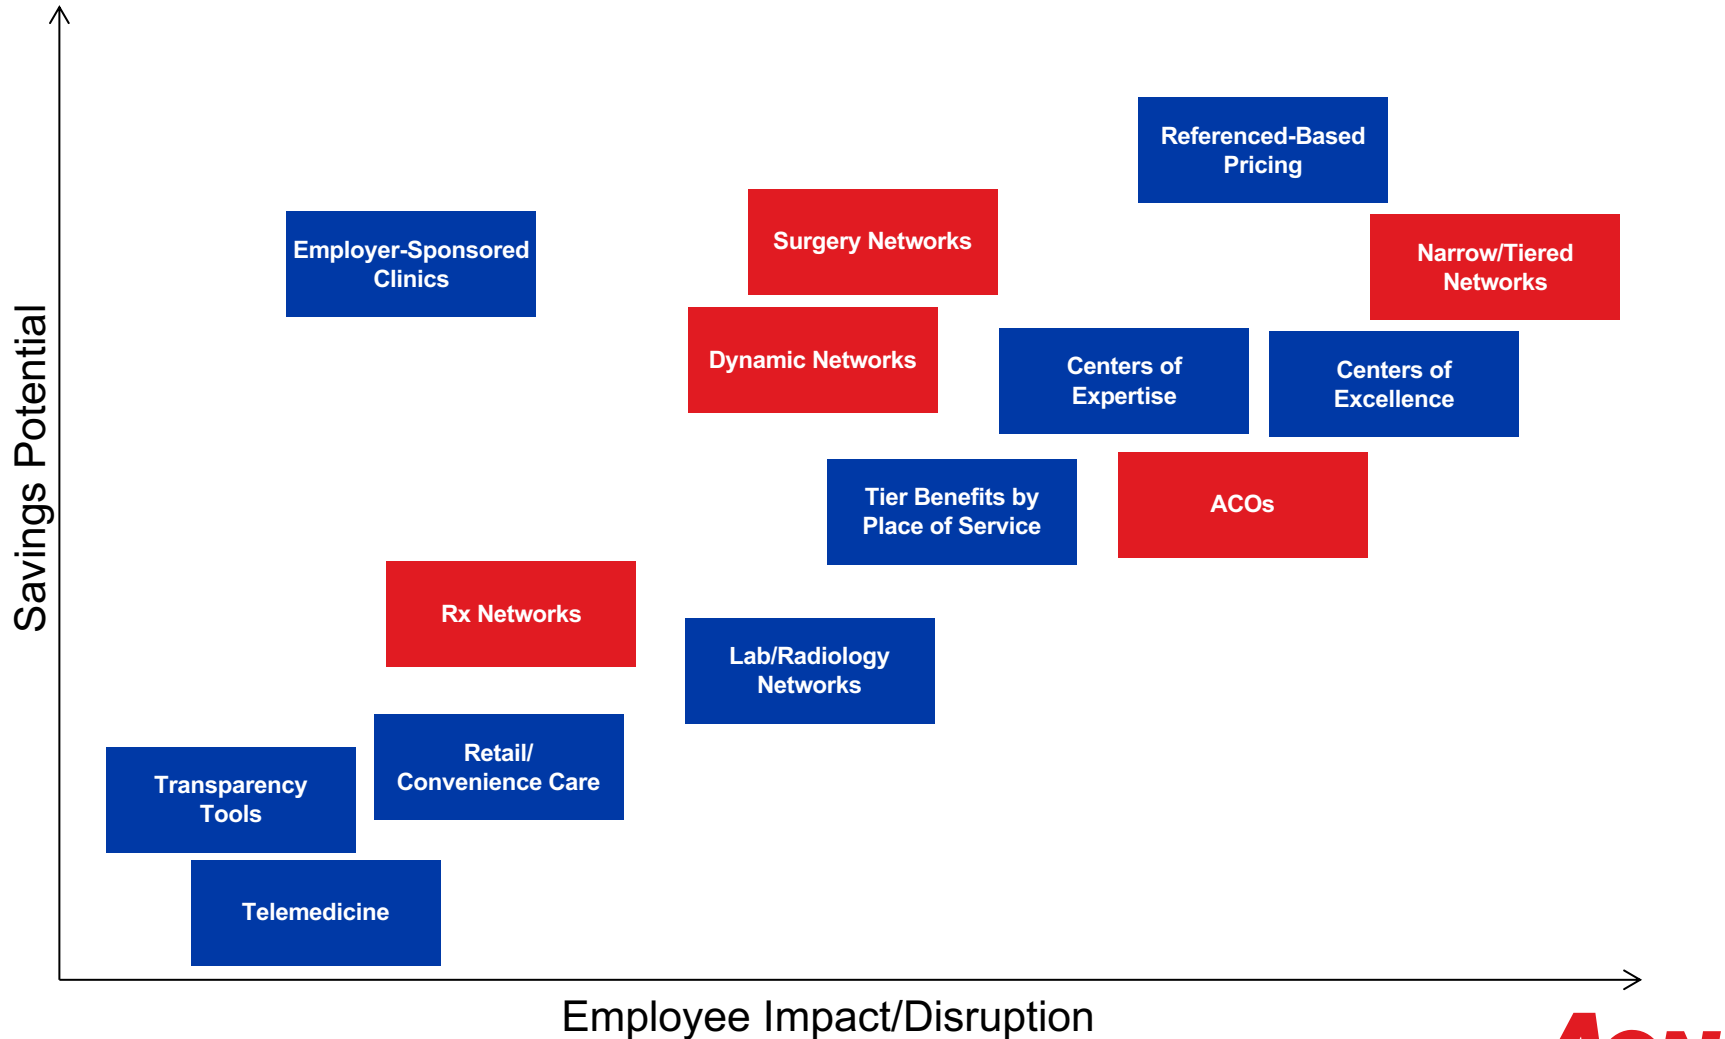 Referenced-Based
Pricing
Employer-Sponsored
Clinics
Surgery Networks
Narrow/Tiered
Networks
Dynamic Networks
Centers of
Expertise
Centers of
Excellence
Tier Benefits by
Place of Service
ACOs
Rx Networks
Lab/Radiology
Networks
Retail/
Convenience Care
Transparency
Tools
Telemedicine
Savings Potential
Employee Impact/Disruption
AON